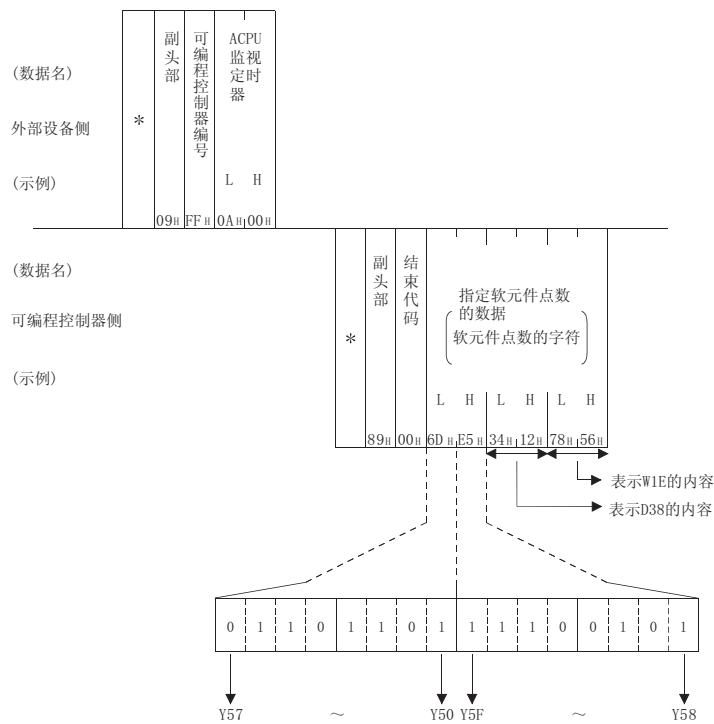 副头部
可编程控制器编号
ACPU
监视
定时
器
(数据名)
外部设备侧
*
(示例)
L H
09H FFH 0AH 00H
(数据名)
副头部
结束代码
指定软元件点数
的数据
可编程控制器侧
软元件点数的字符
*
(示例)
L H L H L H
89H 00H 6DH E5H 34H 12H 78H 56H
表示W1E的内容
表示D38的内容
0 1 1 0 1 1 0 1 1 1 1 0 0 1 0 1
Y57 ～ Y50 Y5F ～ Y58